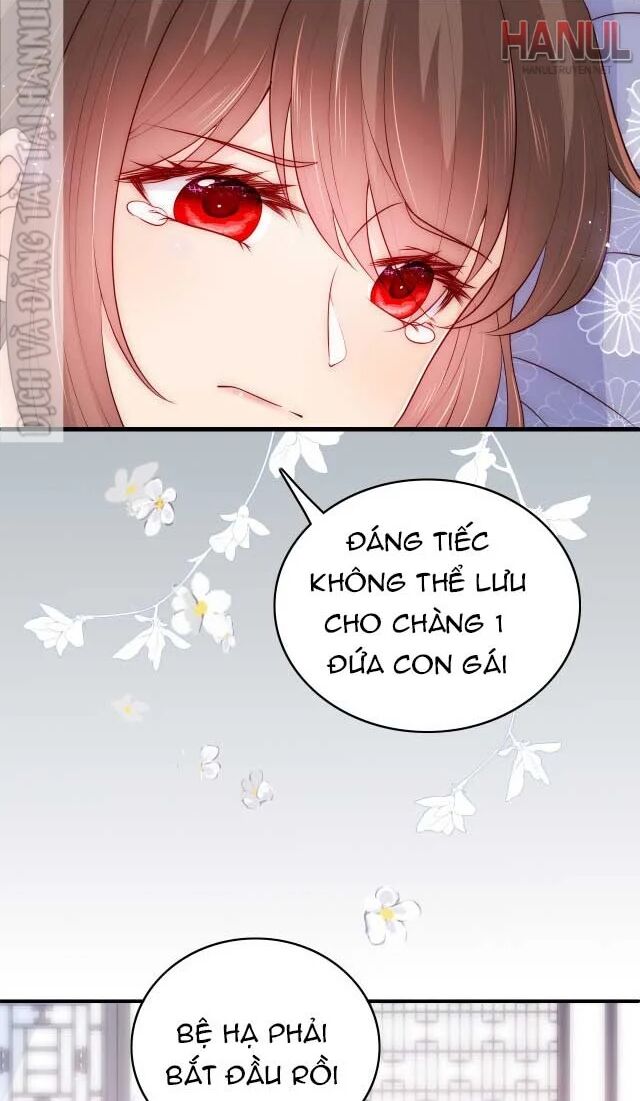 HANUL
HANULTRUYEN.NET
DỊCH VÀ ĐĂNG TẢI TẠI HANNUL
ĐÁNG TIẾC
KHÔNG THỂ LƯU
CHO CHÀNG 1
ĐỨA CON GÁI
BỆ HẠ PHẢI
BẮT ĐẦU RỒI